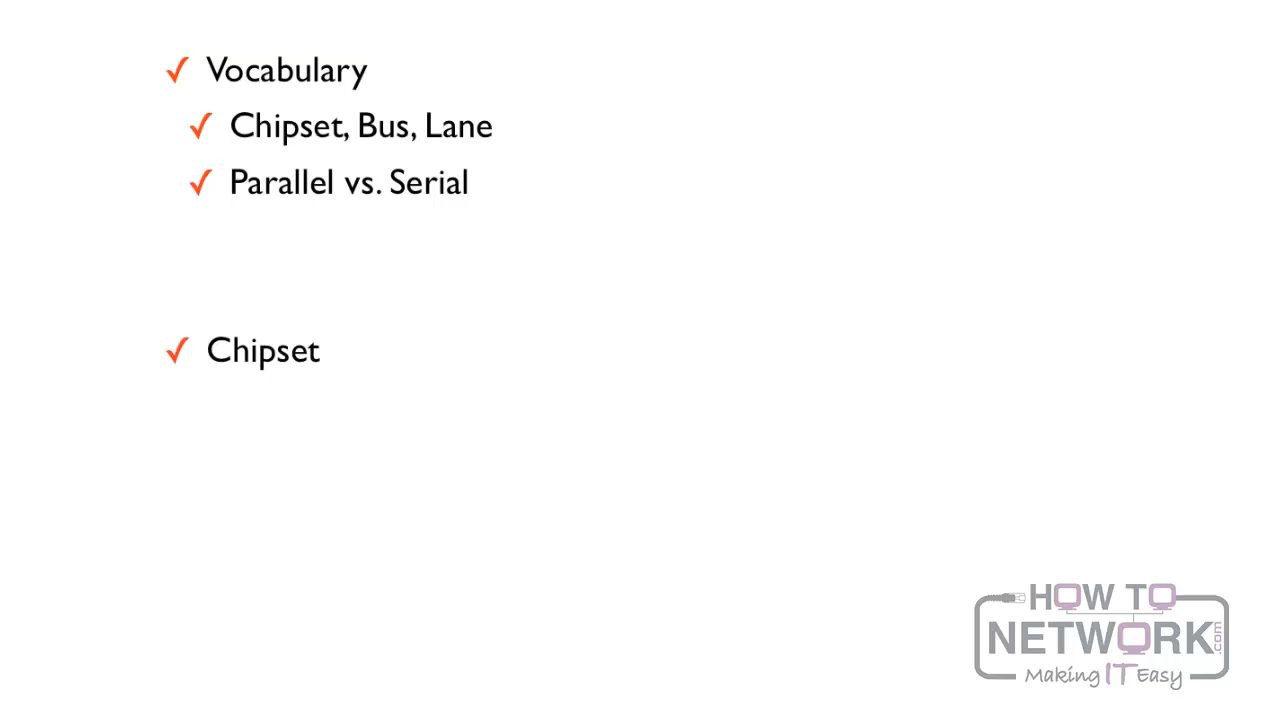 ✓ Vocabulary
✓ Chipset, Bus, Lane
✓ Parallel vs. Serial
✓ Chipset
HOW TO
NETWORK.com
Making IT Easy